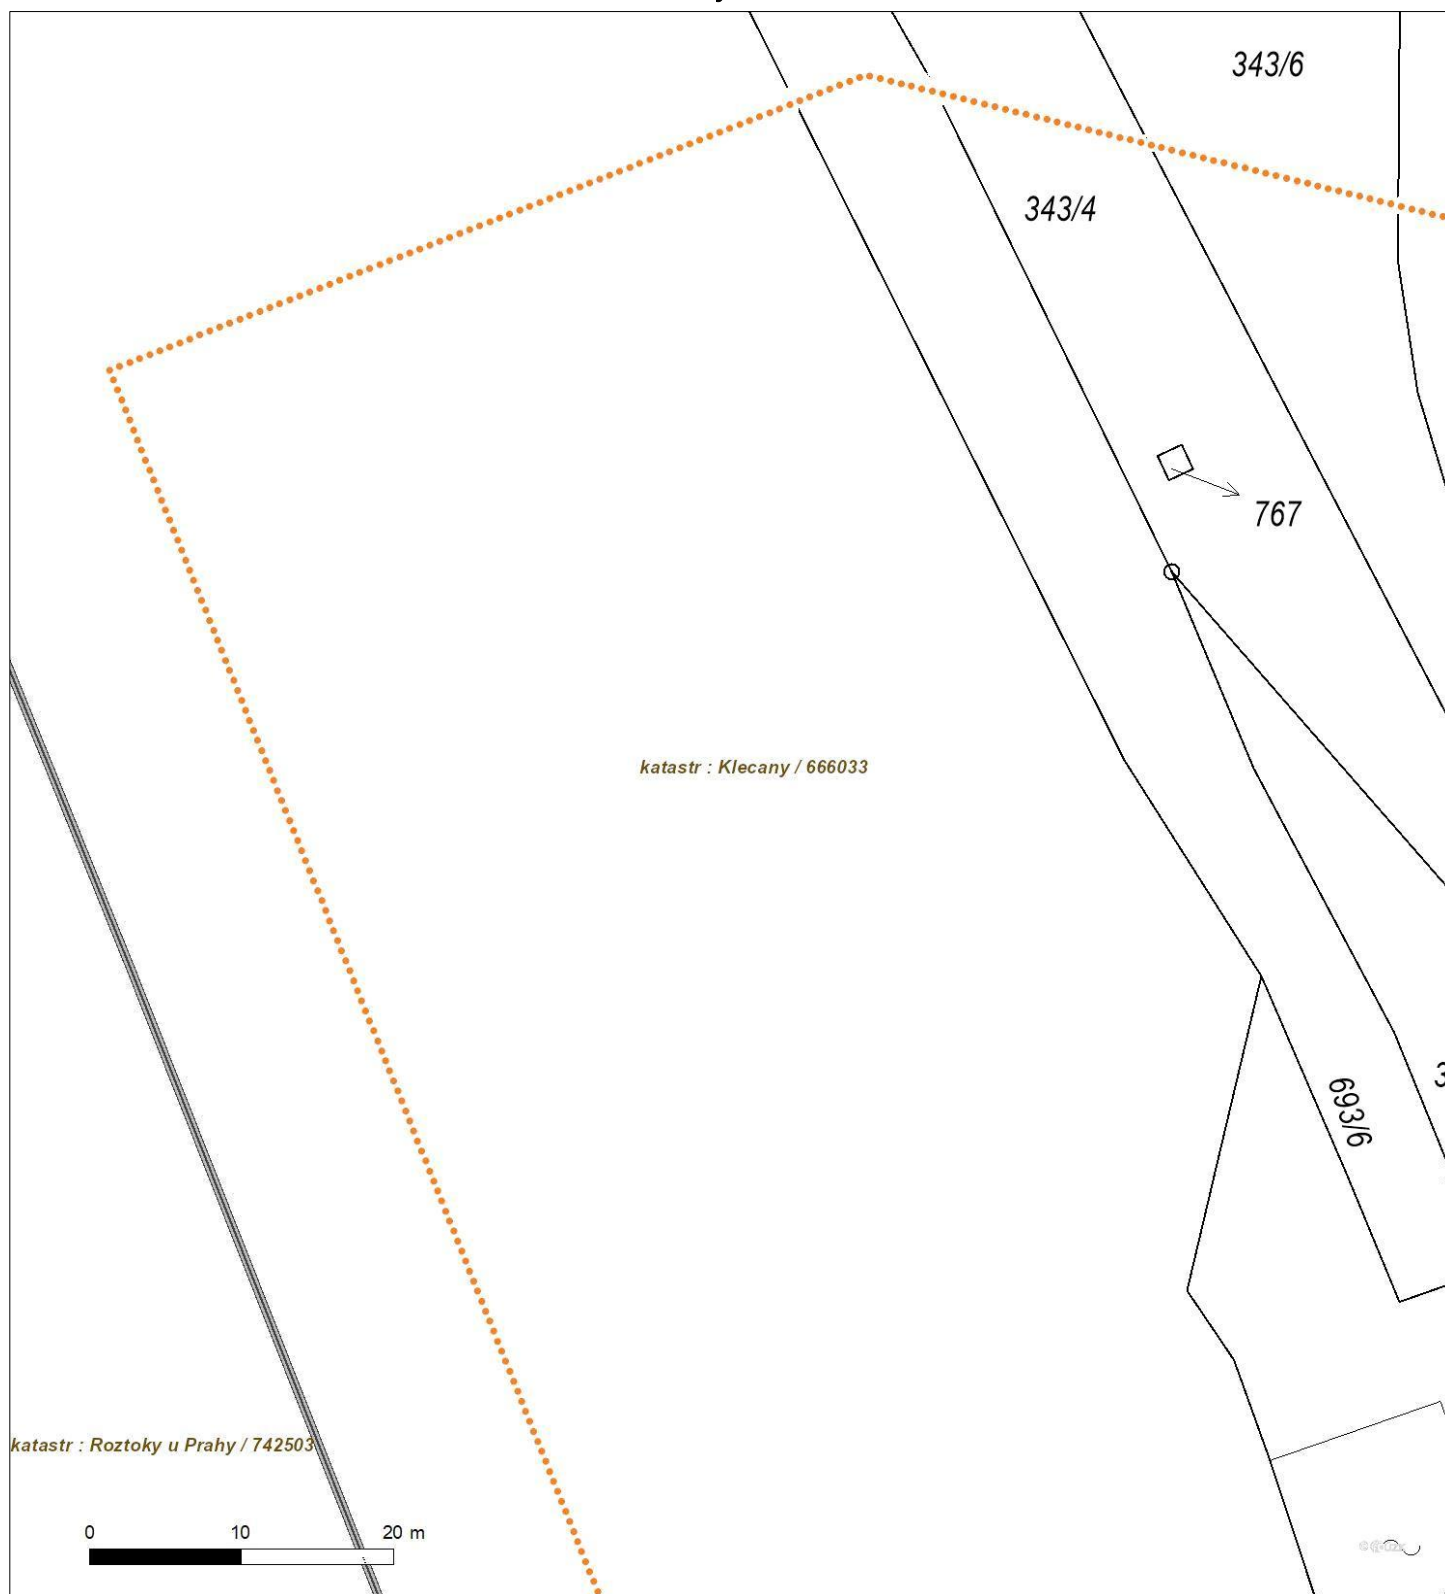 343/6
343/4
767
katastr : Klecany / 666033
693/6
katastr : Roztoky u Prahy / 742503
0 10 20 m